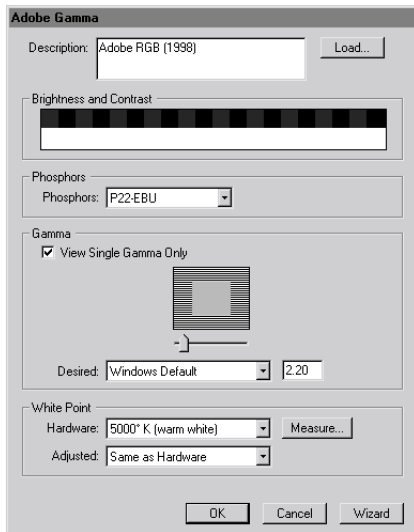 Adobe Gamma
Description: Adobe RGB (1998) Load...
Brightness and Contrast
Phosphors
Phosphors: P22-EBU
Gamma
View Single Gamma Only
Desired: Windows Default 2.20
White Point
Hardware: 5000° K (warm white) Measure...
Adjusted: Same as Hardware
OK Cancel Wizard